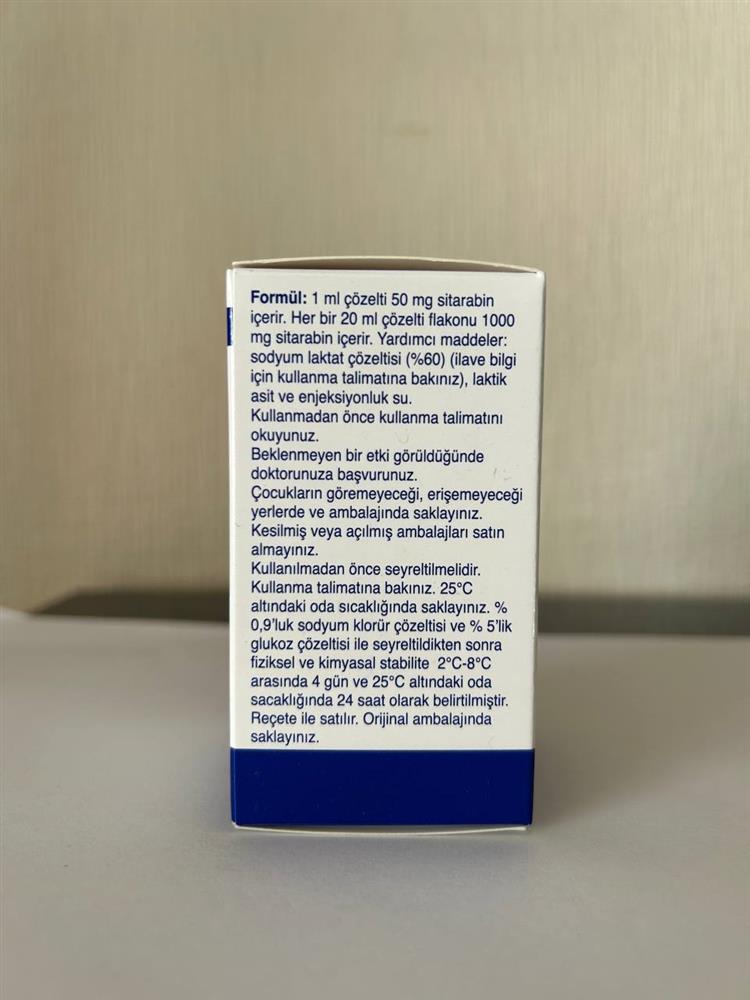 Formül: 1 ml çözelti 50 mg sitarabin
içerir. Her bir 20 ml çözelti flakonu 1000
mg sitarabin içerir. Yardımcı maddeler:
sodyum laktat çözeltisi (%60) (ilave bilgi
için kullanma talimatına bakınız), laktik
asit ve enjeksiyonluk su.
Kullanmadan önce kullanma talimatını
okuyunuz.
Beklenmeyen bir etki görüldüğünde
doktorunuza başvurunuz.
Çocukların göremeyeceği, erişemeyeceği
yerlerde ve ambalajında saklayınız.
Kesilmiş veya açılmış ambalajları satın
almayınız.
Kullanılmadan önce seyreltilmelidir.
Kullanma talimatına bakınız. 25°C
altındaki oda sıcaklığında saklayınız. %
0,9'luk sodyum klorür çözeltisi ve % 5'lik
glukoz çözeltisi ile seyreltildikten sonra
fiziksel ve kimyasal stabilite 2°C-8°C
arasında 4 gün ve 25°C altındaki oda
sacaklığında 24 saat olarak belirtilmiştir.
Reçete ile satılır. Orijinal ambalajında
saklayınız.